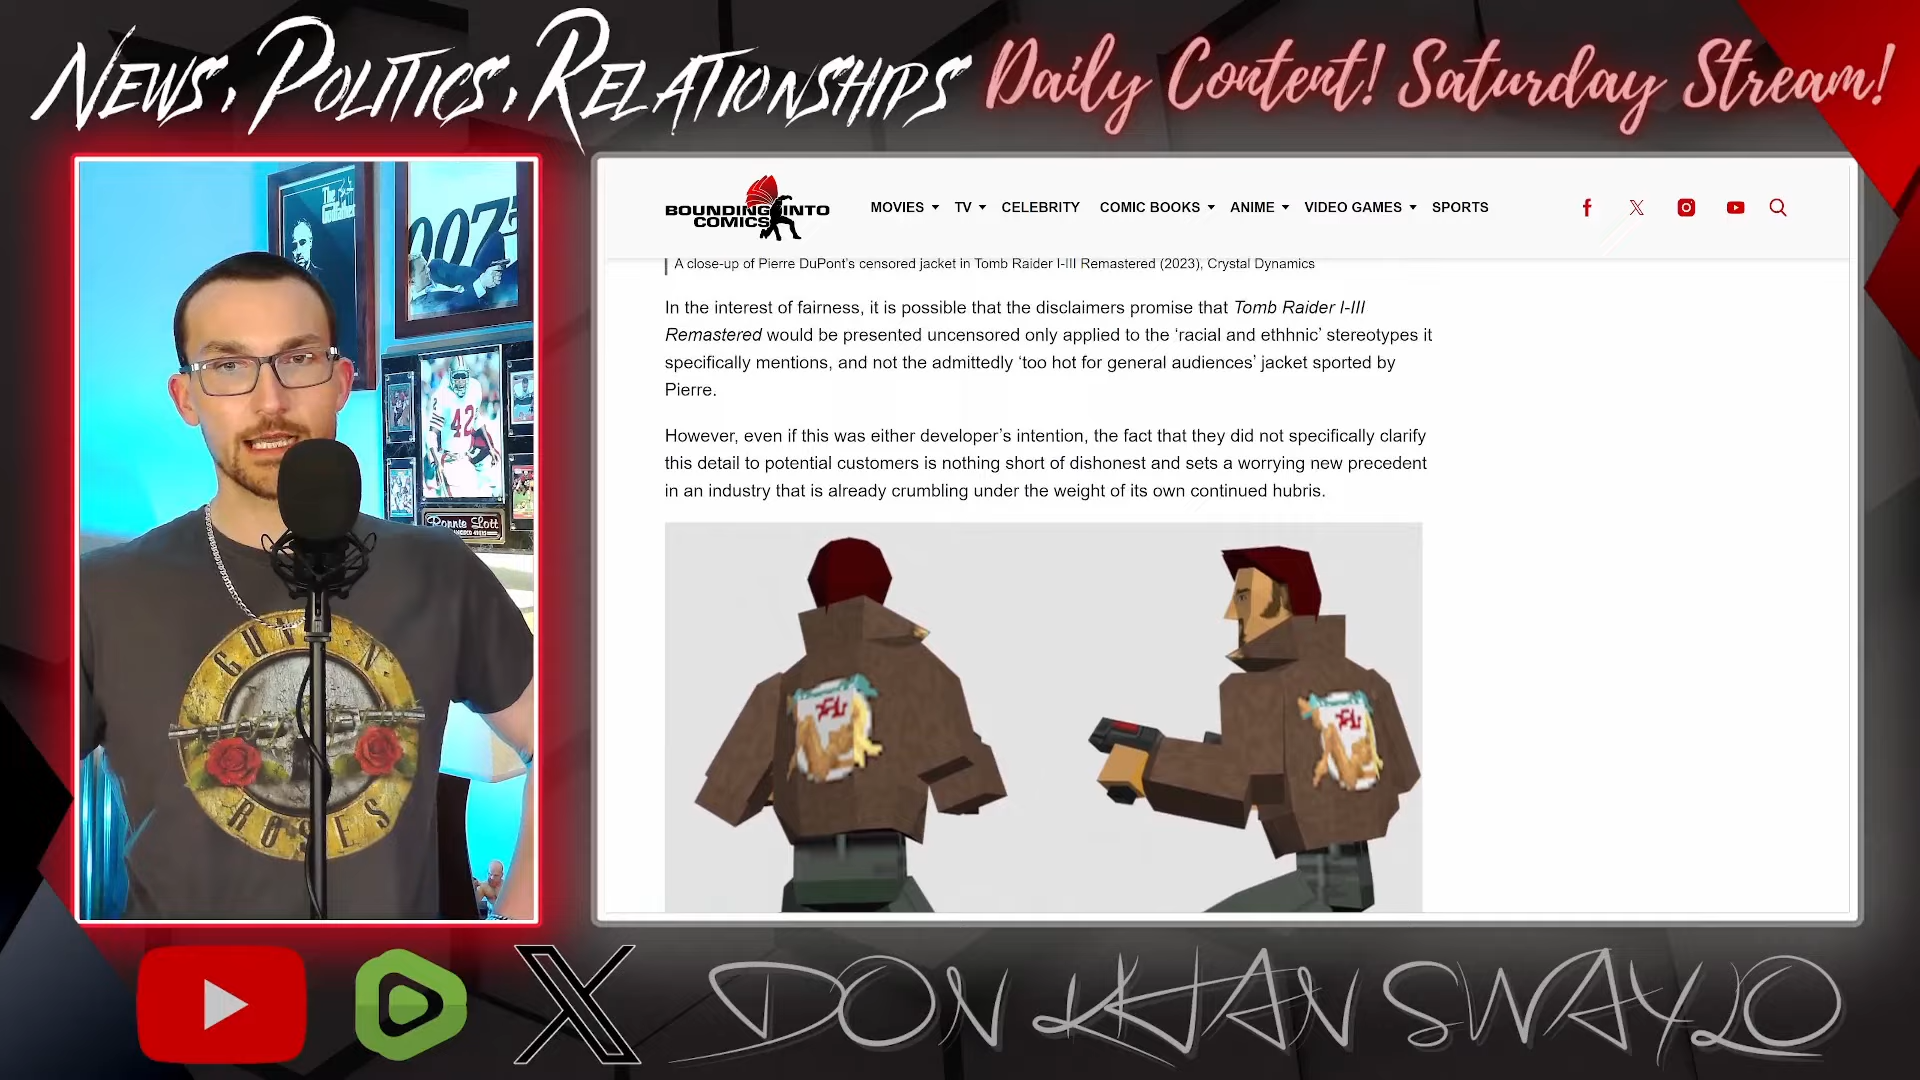 News, Politics, Relationships Daily Content! Saturday Stream!
The
Godfather
007
42
Ronnie Lott
GUNS N
ROSES
BOUNDING INTO
COMICS
MOVIES TV CELEBRITY COMIC BOOKS ANIME VIDEO GAMES SPORTS
A close-up of Pierre DuPont's censored jacket in Tomb Raider I-III Remastered (2023), Crystal Dynamics
In the interest of fairness, it is possible that the disclaimers promise that Tomb Raider I-III
Remastered would be presented uncensored only applied to the ‘racial and ethhnic’ stereotypes it
specifically mentions, and not the admittedly ‘too hot for general audiences’ jacket sported by
Pierre.
However, even if this was either developer’s intention, the fact that they did not specifically clarify
this detail to potential customers is nothing short of dishonest and sets a worrying new precedent
in an industry that is already crumbling under the weight of its own continued hubris.
X DON KHAN SWAYLO